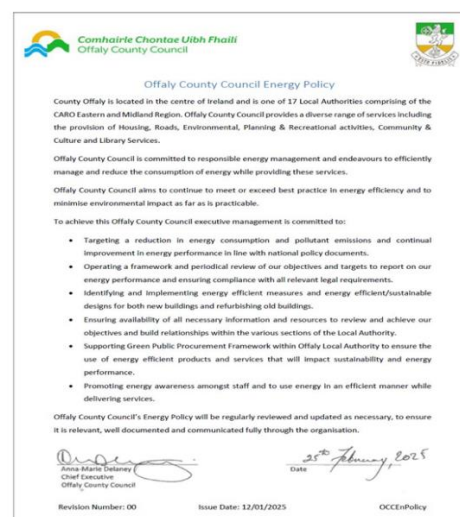 Comhairle Chontae Uíbh Fhailí
Offaly County Council
Offaly County Council Energy Policy
County Offaly is located in the centre of Ireland and is one of 17 Local Authorities comprising of the
CARO Eastern and Midland Region. Offaly County Council provides a diverse range of services including
the provision of Housing, Roads, Environmental, Planning & Recreational activities, Community &
Culture and Library Services.
Offaly County Council is committed to responsible energy management and endeavours to efficiently
manage and reduce the consumption of energy while providing these services.
Offaly County Council aims to continue to meet or exceed best practice in energy efficiency and to
minimise environmental impact as far as is practicable.
To achieve this Offaly County Council executive management is committed to:
• Targeting a reduction in energy consumption and pollutant emissions and continual
improvement in energy performance in line with national policy documents.
• Operating a framework and periodical review of our objectives and targets to report on our
energy performance and ensuring compliance with all relevant legal requirements.
• Identifying and implementing energy efficient measures and energy efficient/sustainable
designs for both new buildings and refurbishing old buildings.
• Ensuring availability of all necessary information and resources to review and achieve our
objectives and build relationships within the various sections of the Local Authority.
• Supporting Green Public Procurement Framework within Offaly Local Authority to ensure the
use of energy efficient products and services that will impact sustainability and energy
performance.
• Promoting energy awareness amongst staff and to use energy in an efficient manner while
delivering services.
Offaly County Council's Energy Policy will be regularly reviewed and updated as necessary, to ensure
it is relevant, well documented and communicated fully through the organisation.
25th February, 2025
Anna-Marie Delaney Date
Chief Executive
Offaly County Council
Revision Number: 00 Issue Date: 12/01/2025 OCCEnPolicy